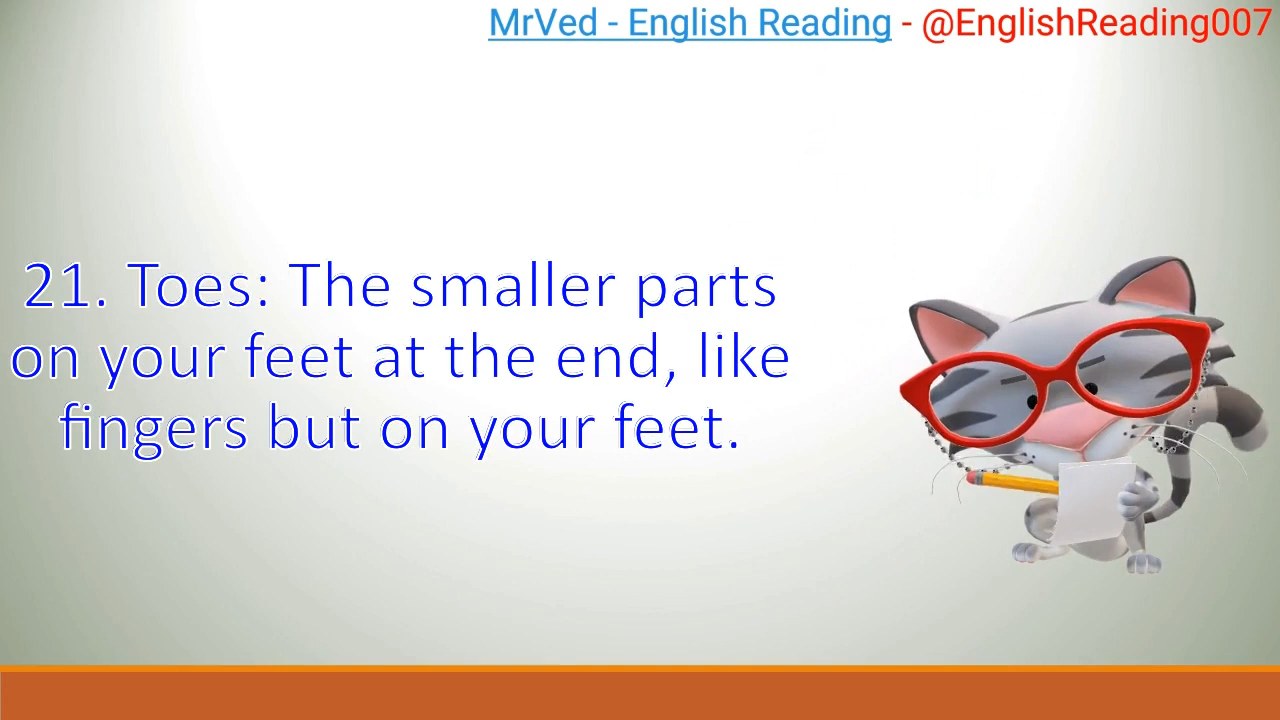 MrVed - English Reading - @EnglishReading007
21. Toes: The smaller parts
on your feet at the end, like
fingers but on your feet.